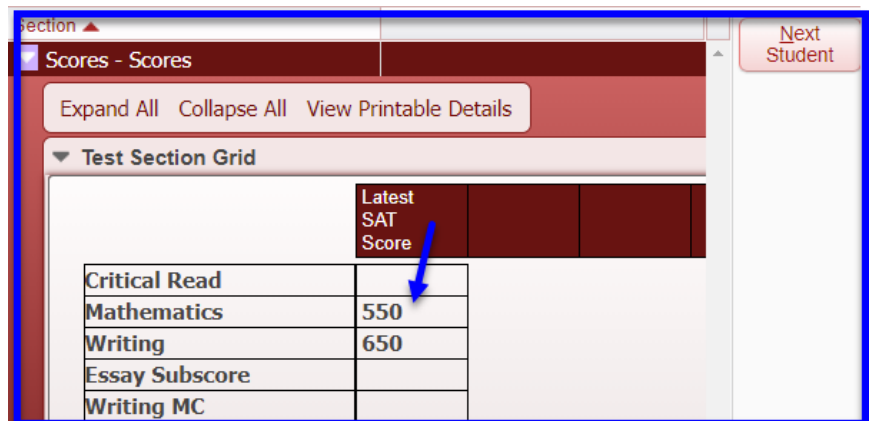 Section
Next
Student
Scores - Scores
Expand All Collapse All View Printable Details
Test Section Grid
Latest
SAT
Score
Critical Read
Mathematics 550
Writing 650
Essay Subscore
Writing MC